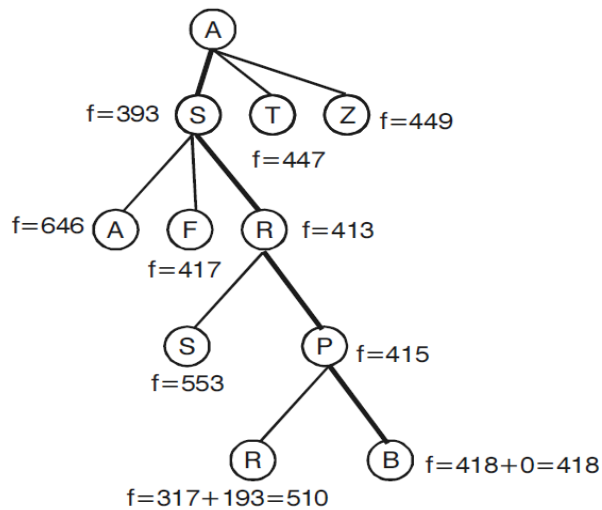 A
f=393 S T Z f=449
f=447
f=646 A F R f=413
f=417
S P f=415
f=553
R B f=418+0=418
f=317+193=510